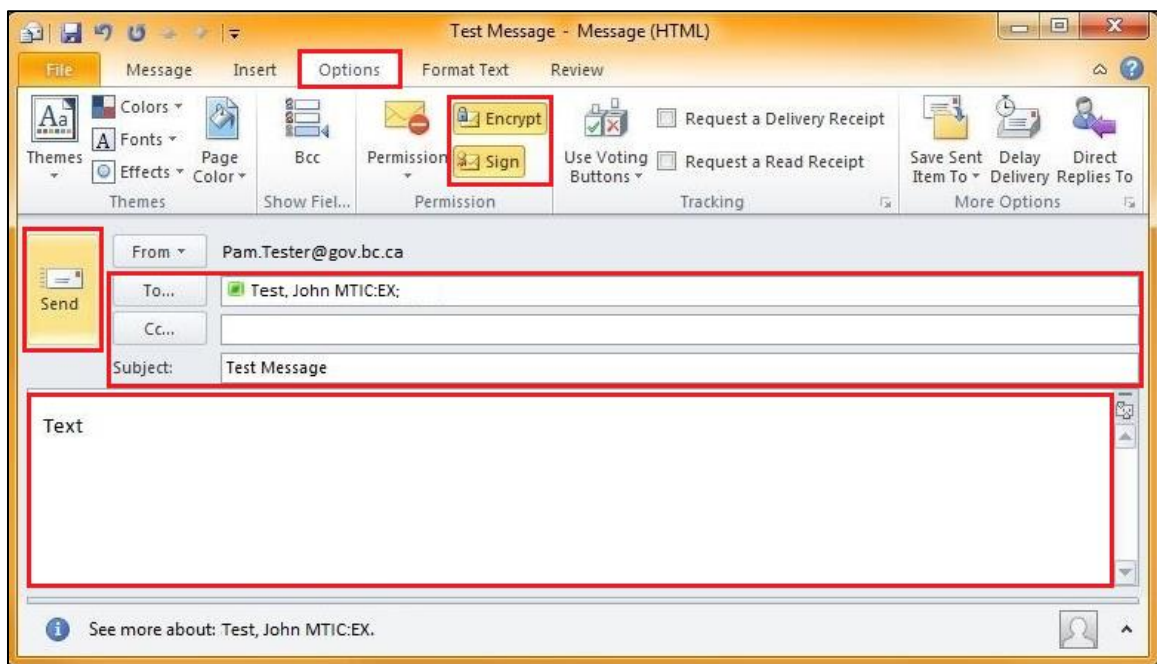 Test Message - Message (HTML)
File Message Insert Options Format Text Review
Aa Colors Encrypt Request a Delivery Receipt
A Fonts
Themes Page Bcc Permission Sign Use Voting Request a Read Receipt Save Sent Delay Direct
Effects Color Buttons Item To Delivery Replies To
Themes Show Fiel... Permission Tracking More Options
From Pam.Tester@gov.bc.ca
Send To... Test, John MTIC:EX;
Cc...
Subject: Test Message
Text
See more about: Test, John MTIC:EX.